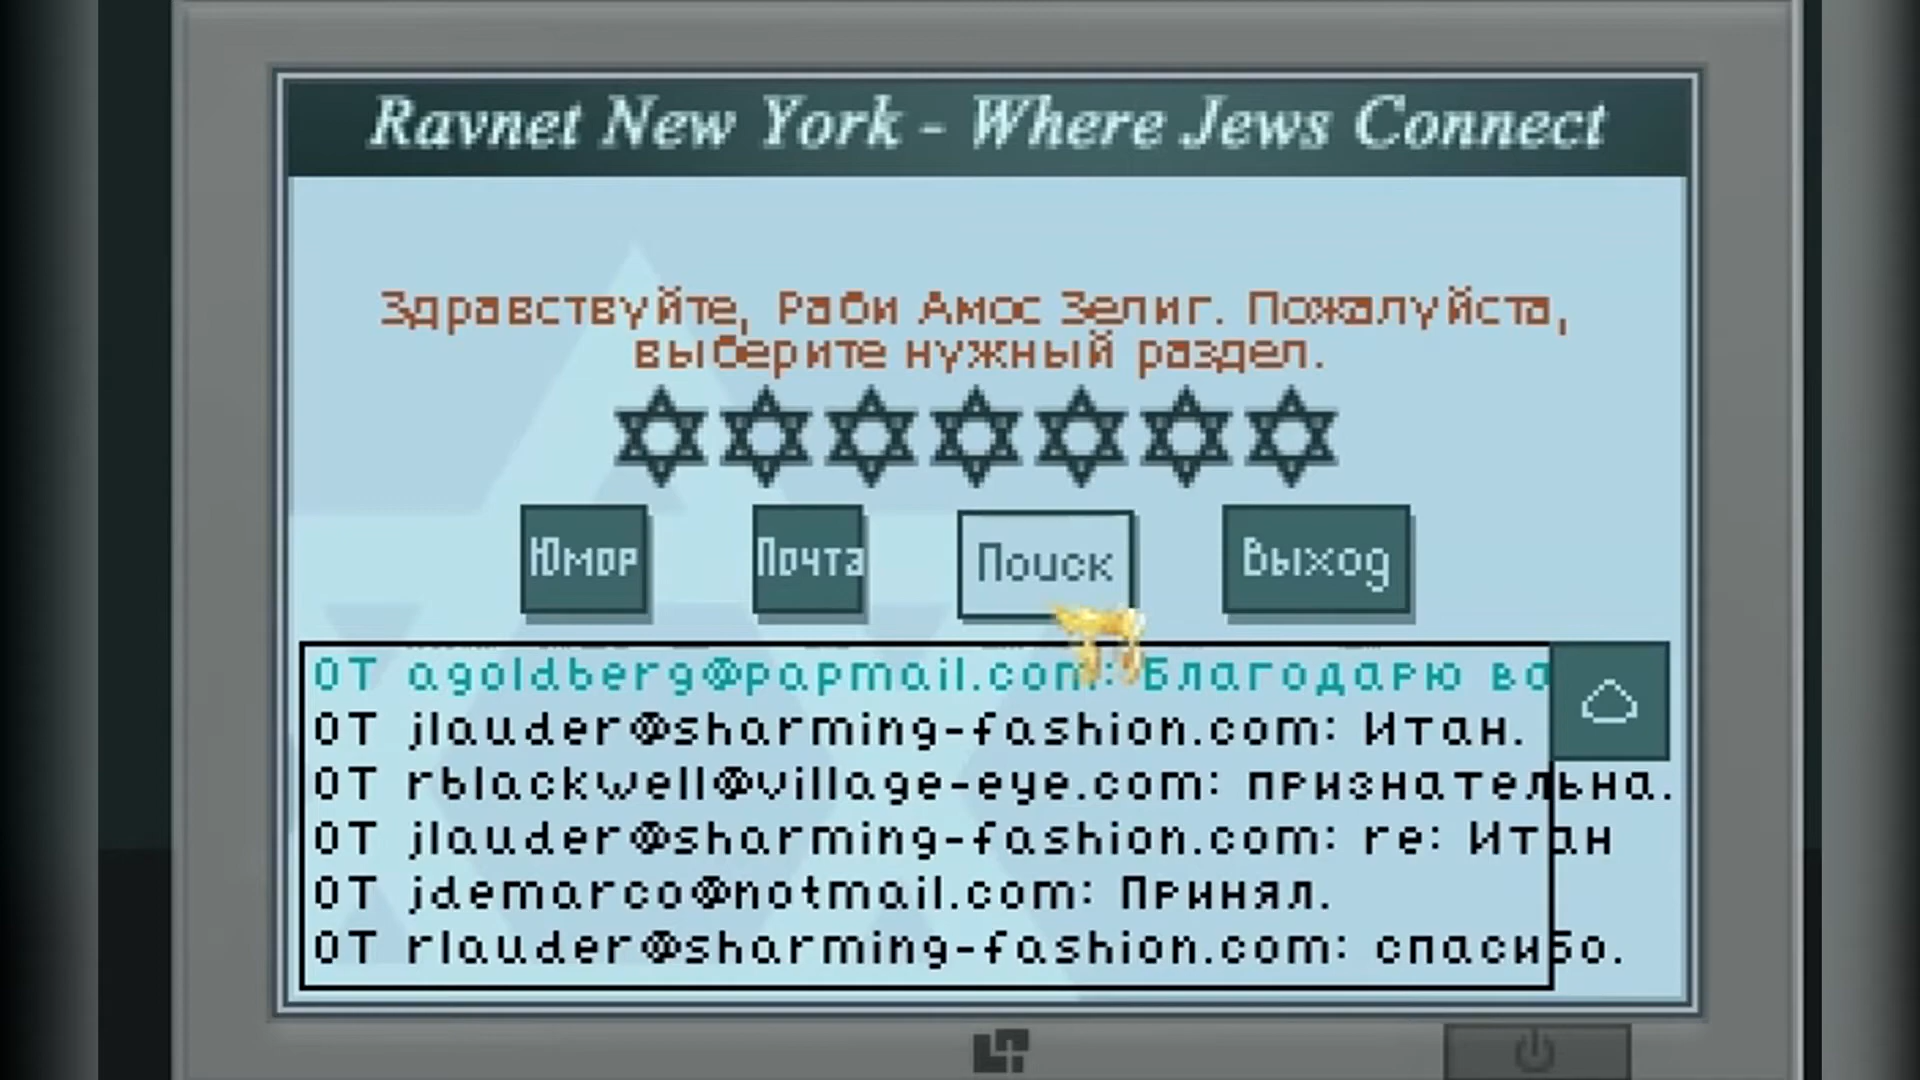 Ravnet New York - Where Jews Connect
Здравствуйте, Раби Амос Зелиг. Пожалуйста,
выберите нужный раздел.
Юмор Почта Поиск Выход
ОТ agoldberg@papmail.com: Благодарю ва
ОТ jlauder@sharming-fashion.com: Итан.
ОТ rblackwell@village-eye.com: признательна.
ОТ jlauder@sharming-fashion.com: re: Итан
ОТ jdemarco@notmail.com: Принял.
ОТ rlauder@sharming-fashion.com: спасибо.